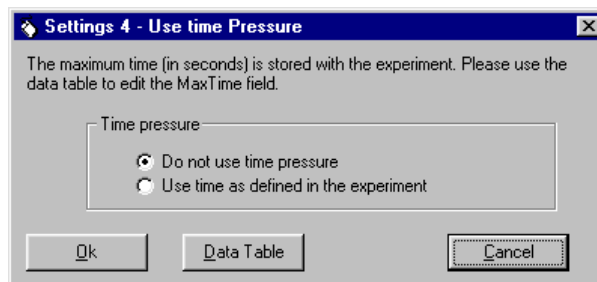 Settings 4 - Use time Pressure
The maximum time (in seconds) is stored with the experiment. Please use the
data table to edit the MaxTime field.
Time pressure
Do not use time pressure
Use time as defined in the experiment
Ok Data Table Cancel